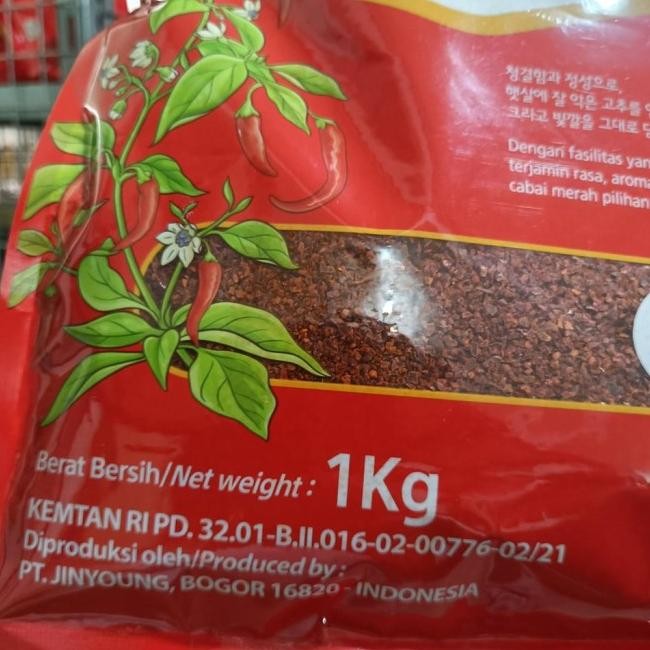 청결함과 정성으로,
햇살에 잘 익은 고추를
크라고 빛깔을 그대로
Dengan fasilitas yan
terjamin rasa, aroma
cabai merah pilihan
Berat Bersih/Net weight : 1Kg
KEMTAN RI PD. 32.01-B.II.016-02-00776-02/21
Diproduksi oleh/Produced by :
PT. JINYOUNG, BOGOR 16820 - INDONESIA